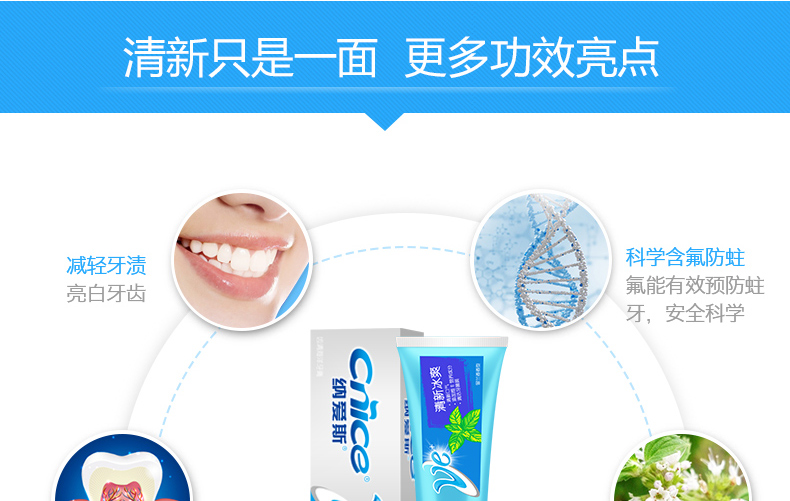 清新只是一面 更多功效亮点
减轻牙渍
亮白牙齿
科学含氟防蛀
氟能有效预防蛀
牙，安全科学
cnice
纳爱斯
清新冰爽